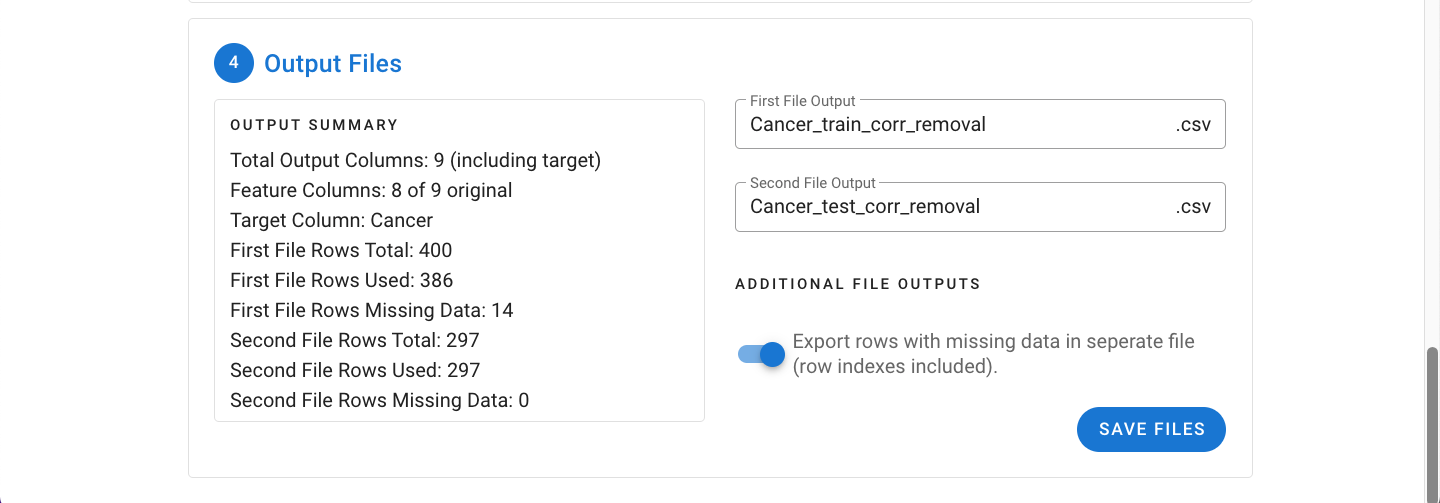 4
Output Files
OUTPUT SUMMARY
Total Output Columns: 9 (including target)
Feature Columns: 8 of 9 original
Target Column: Cancer
First File Rows Total: 400
First File Rows Used: 386
First File Rows Missing Data: 14
Second File Rows Total: 297
Second File Rows Used: 297
Second File Rows Missing Data: 0
First File Output
Cancer_train_corr_removal .csv
Second File Output
Cancer_test_corr_removal .csv
ADDITIONAL FILE OUTPUTS
Export rows with missing data in seperate file
(row indexes included).
SAVE FILES